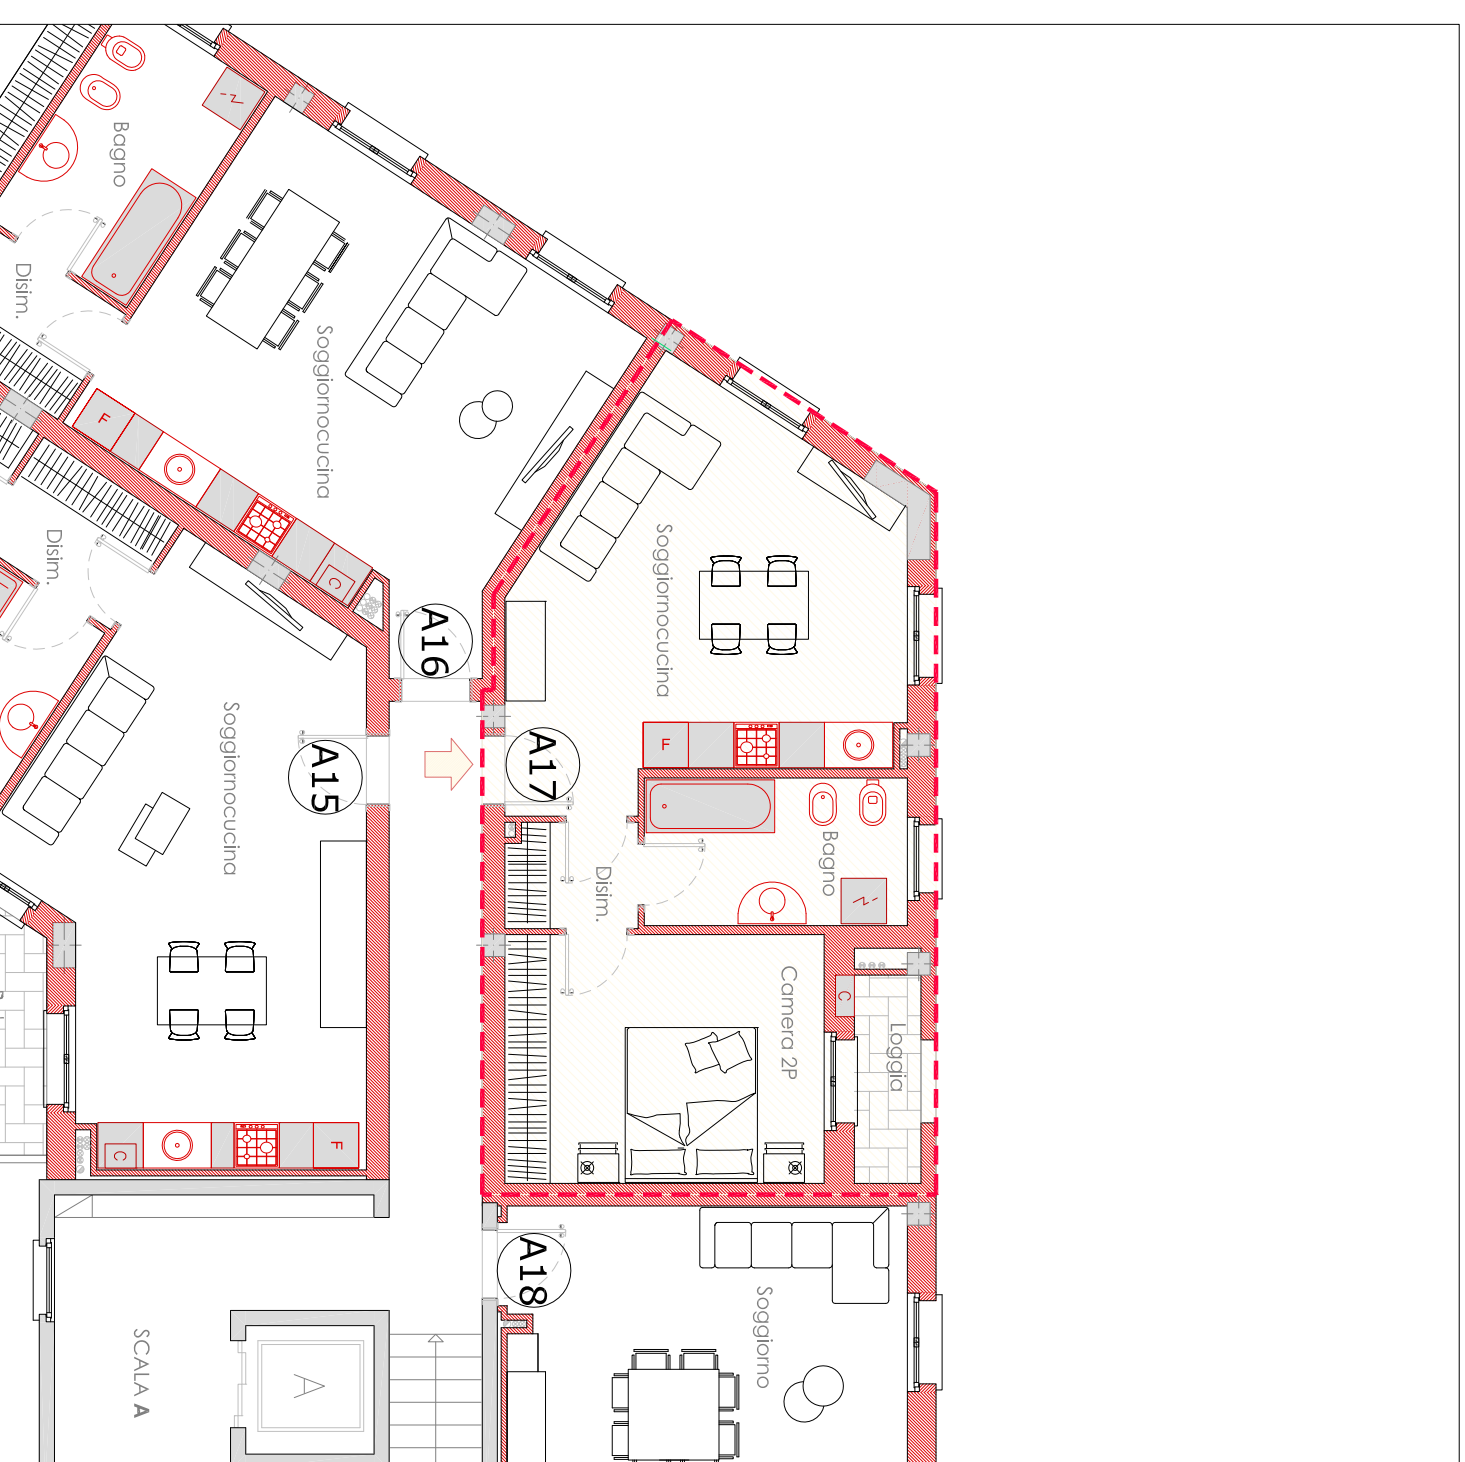 Bagno
Disim.
Soggiornocucina
F
C
A16
Disim.
Soggiornocucina
A15
C
F
Soggiornocucina
A17
F
Bagno
Disim.
Camera 2P
C
Loggia
A18
Soggiorno
SCALA A
A